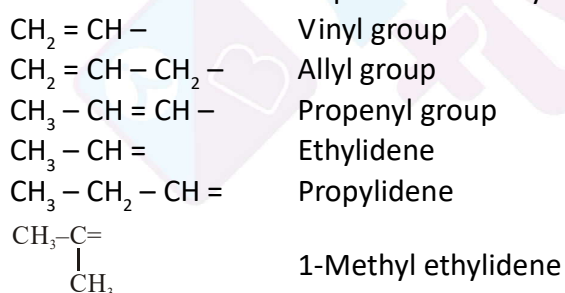 CH₂ = CH – Vinyl group
CH₂ = CH – CH₂ – Allyl group
CH₃ – CH = CH – Propenyl group
CH₃ – CH = Ethylidene
CH₃ – CH₂ – CH = Propylidene
CH₃–C=
|
CH₃
1-Methyl ethylidene